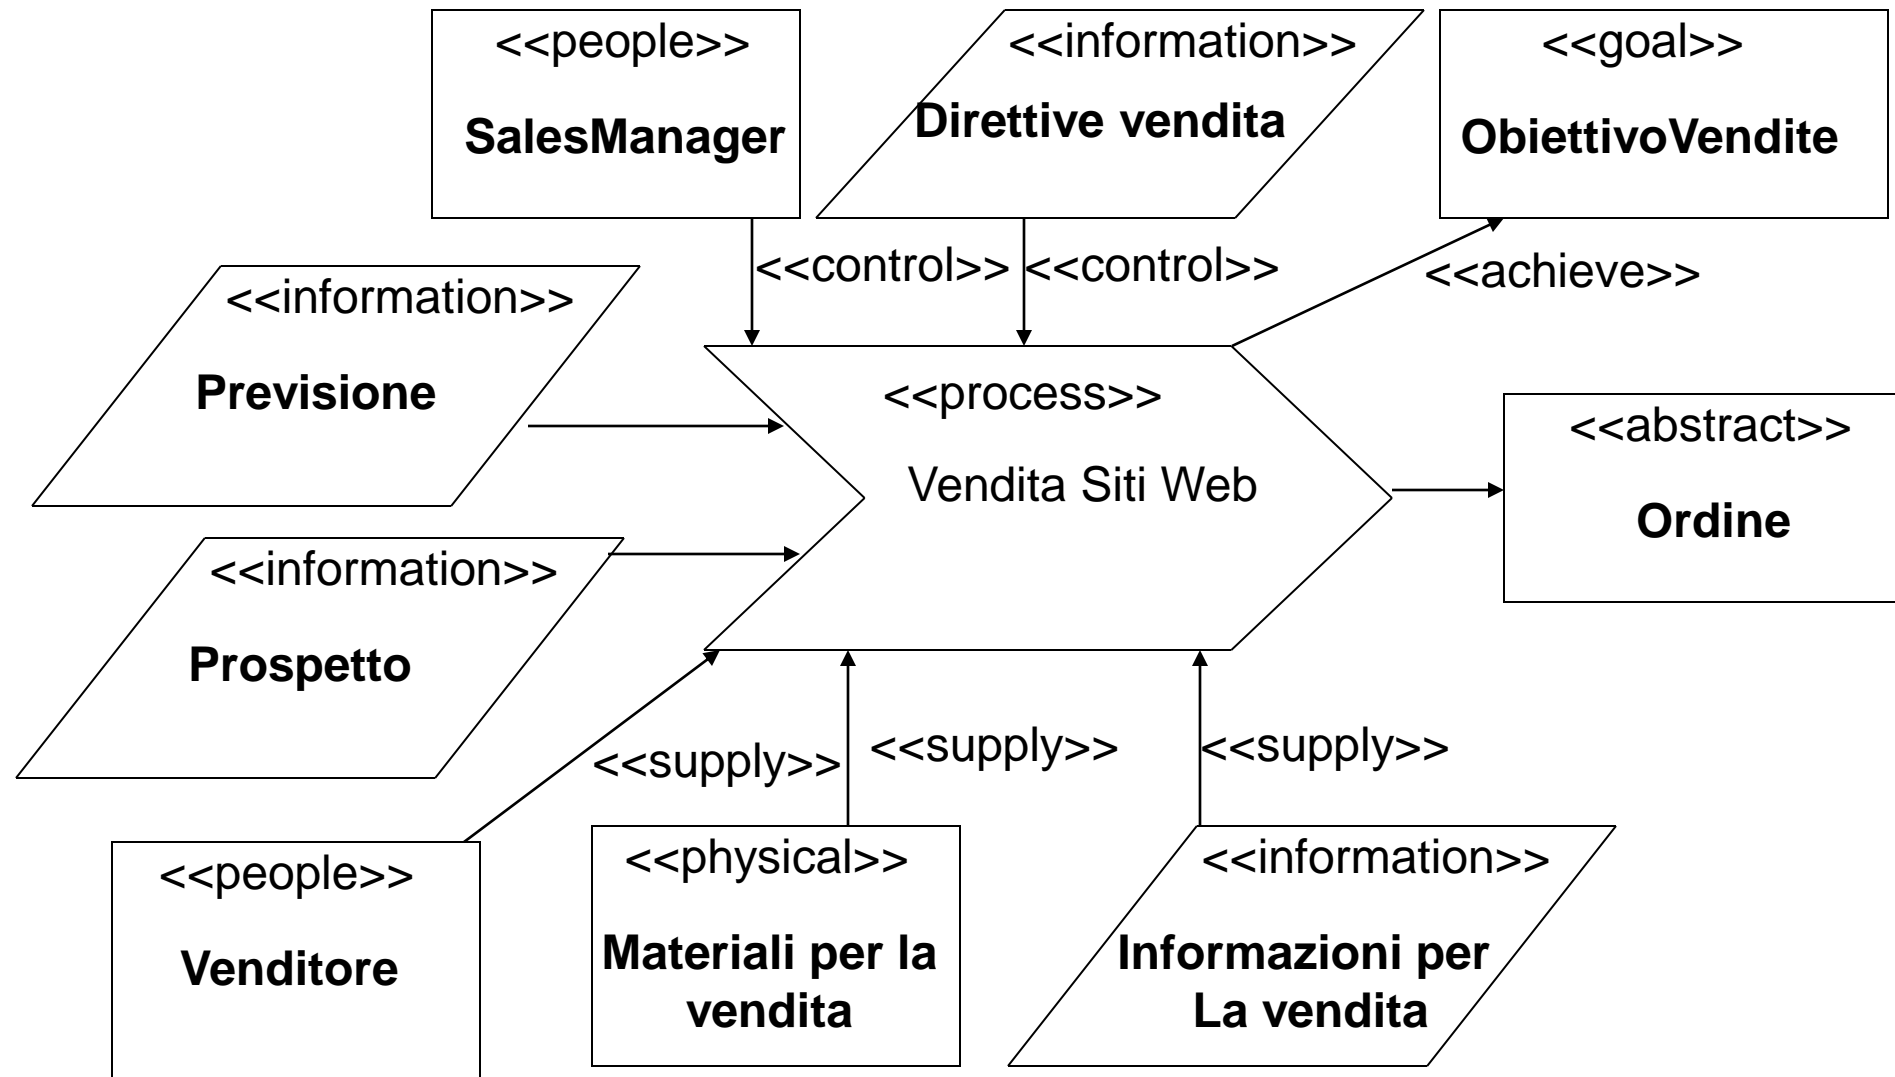 <<people>>
SalesManager
<<information>>
Direttive vendita
<<goal>>
ObiettivoVendite
<<control>>
<<control>>
<<achieve>>
<<information>>
Previsione
<<process>>
Vendita Siti Web
<<abstract>>
Ordine
<<information>>
Prospetto
<<supply>>
<<supply>>
<<supply>>
<<people>>
Venditore
<<physical>>
Materiali per la
vendita
<<information>>
Informazioni per
La vendita